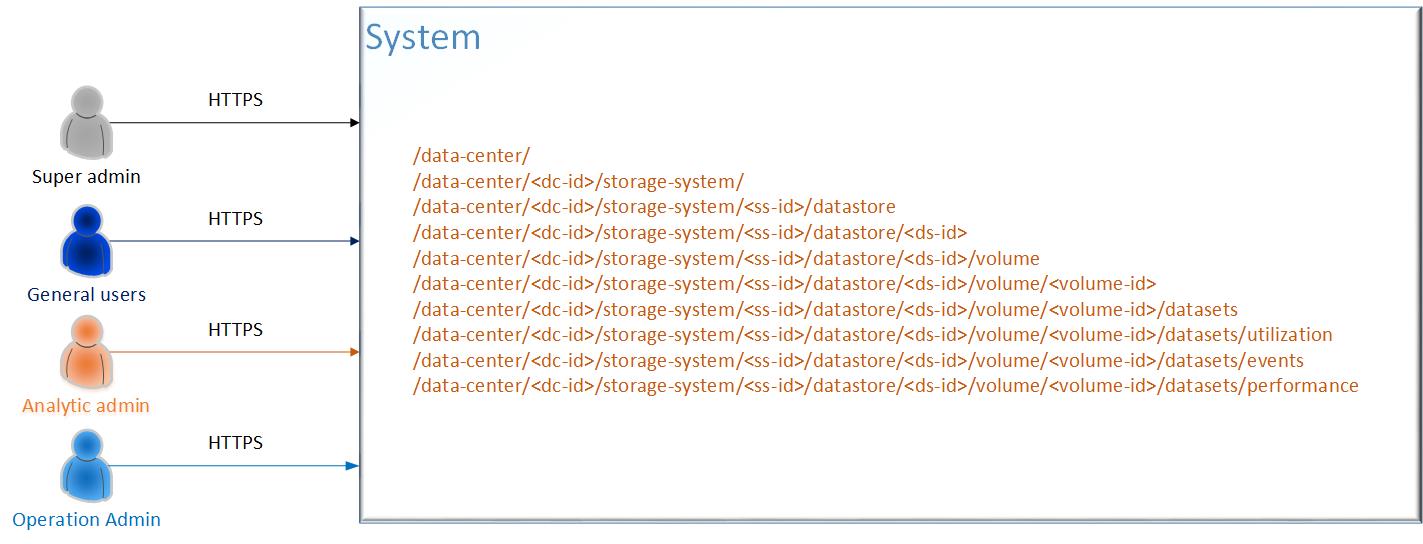 System
HTTPS
Super admin
HTTPS
General users
HTTPS
Analytic admin
HTTPS
Operation Admin
/data-center/
/data-center/<dc-id>/storage-system/
/data-center/<dc-id>/storage-system/<ss-id>/datastore
/data-center/<dc-id>/storage-system/<ss-id>/datastore/<ds-id>
/data-center/<dc-id>/storage-system/<ss-id>/datastore/<ds-id>/volume
/data-center/<dc-id>/storage-system/<ss-id>/datastore/<ds-id>/volume/<volume-id>
/data-center/<dc-id>/storage-system/<ss-id>/datastore/<ds-id>/volume/<volume-id>/datasets
/data-center/<dc-id>/storage-system/<ss-id>/datastore/<ds-id>/volume/<volume-id>/datasets/utilization
/data-center/<dc-id>/storage-system/<ss-id>/datastore/<ds-id>/volume/<volume-id>/datasets/events
/data-center/<dc-id>/storage-system/<ss-id>/datastore/<ds-id>/volume/<volume-id>/datasets/performance